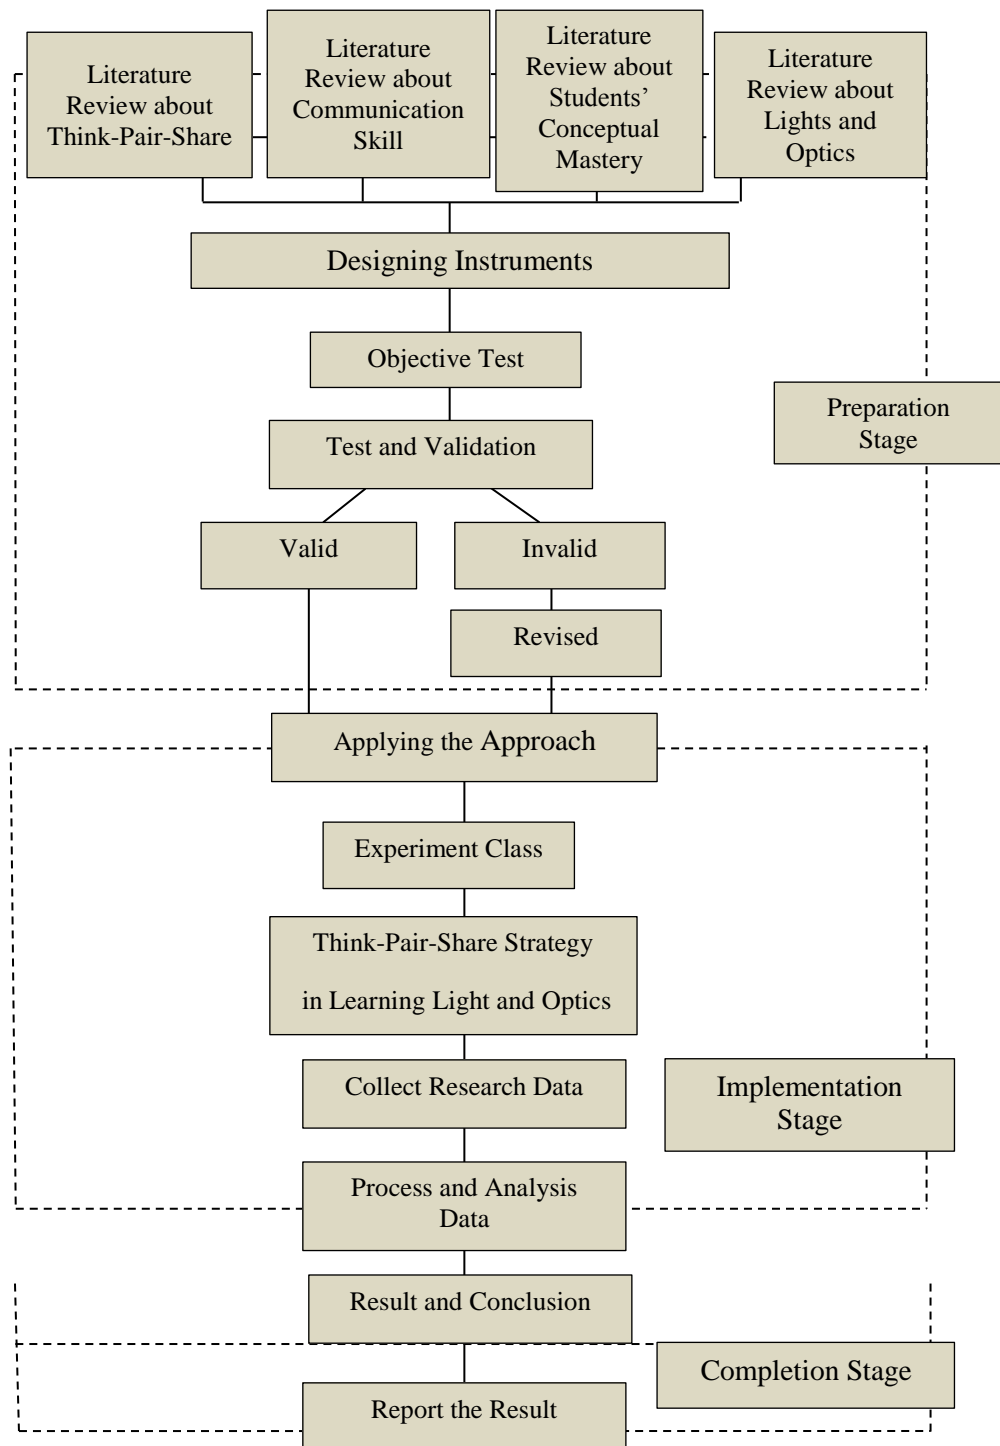 Literature
Review about
Think-Pair-Share
Literature
Review about
Communication
Skill
Literature
Review about
Students’
Conceptual
Mastery
Literature
Review about
Lights and
Optics
Designing Instruments
Objective Test
Preparation
Stage
Test and Validation
Valid
Invalid
Revised
Applying the Approach
Experiment Class
Think-Pair-Share Strategy
in Learning Light and Optics
Collect Research Data
Implementation
Stage
Process and Analysis
Data
Result and Conclusion
Completion Stage
Report the Result